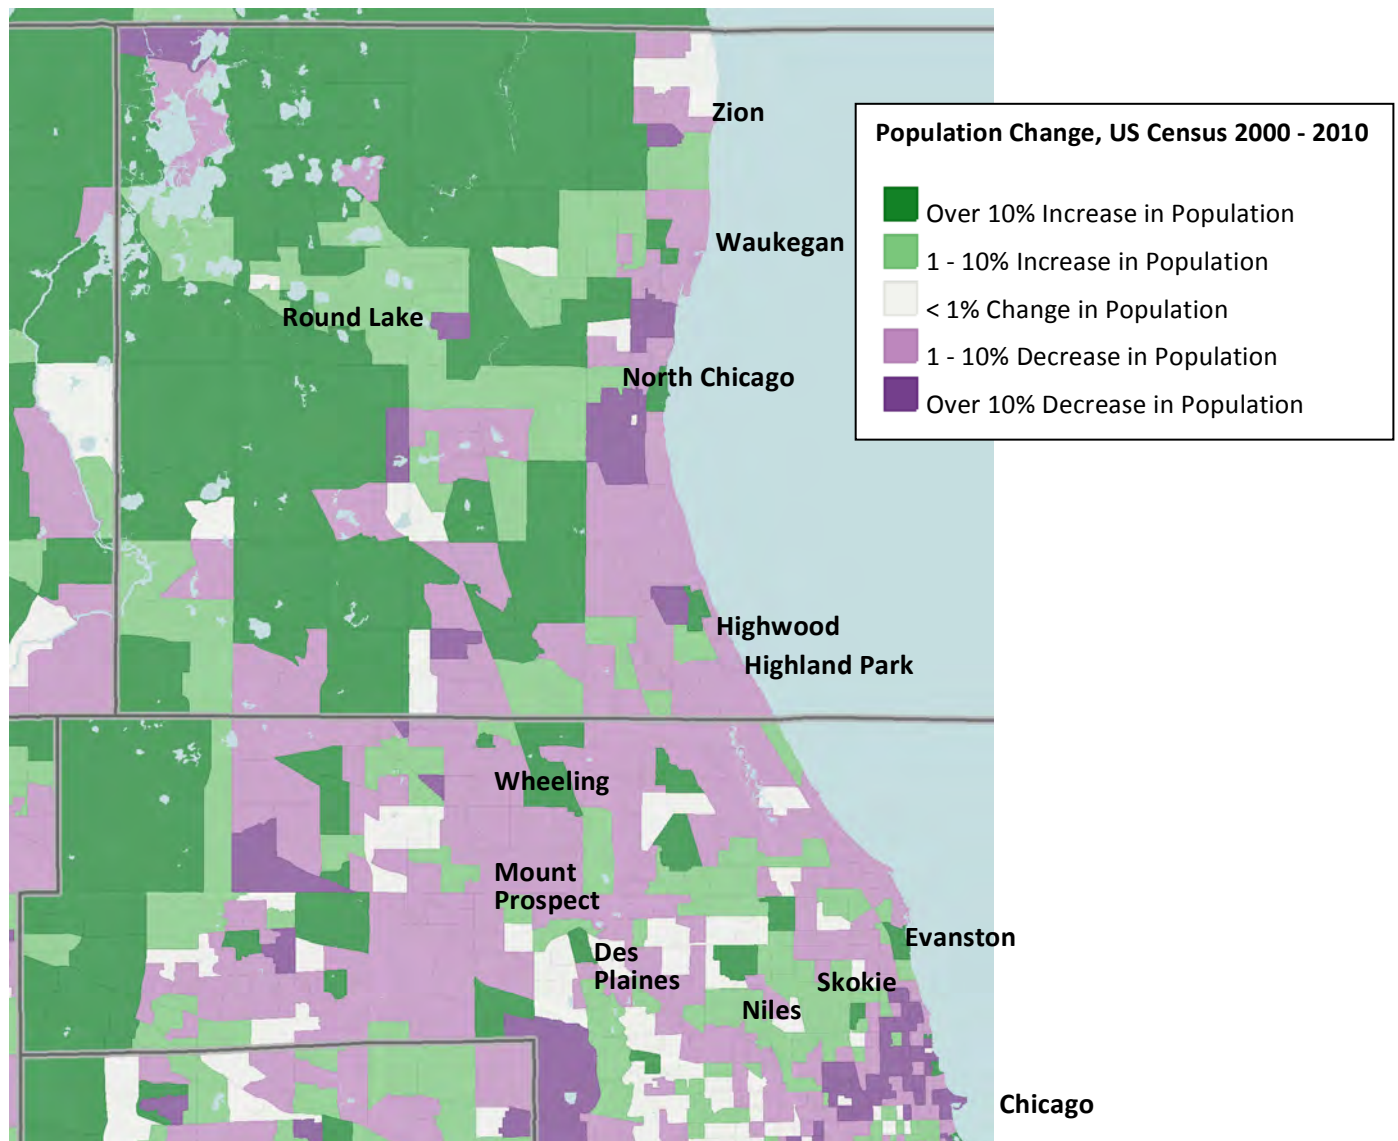 Zion
Population Change, US Census 2000 - 2010
Over 10% Increase in Population
Waukegan
1 - 10% Increase in Population
< 1% Change in Population
Round Lake
1 - 10% Decrease in Population
North Chicago
Over 10% Decrease in Population
Highwood
Highland Park
Wheeling
Mount
Prospect
Evanston
Des
Plaines
Skokie
Niles
Chicago